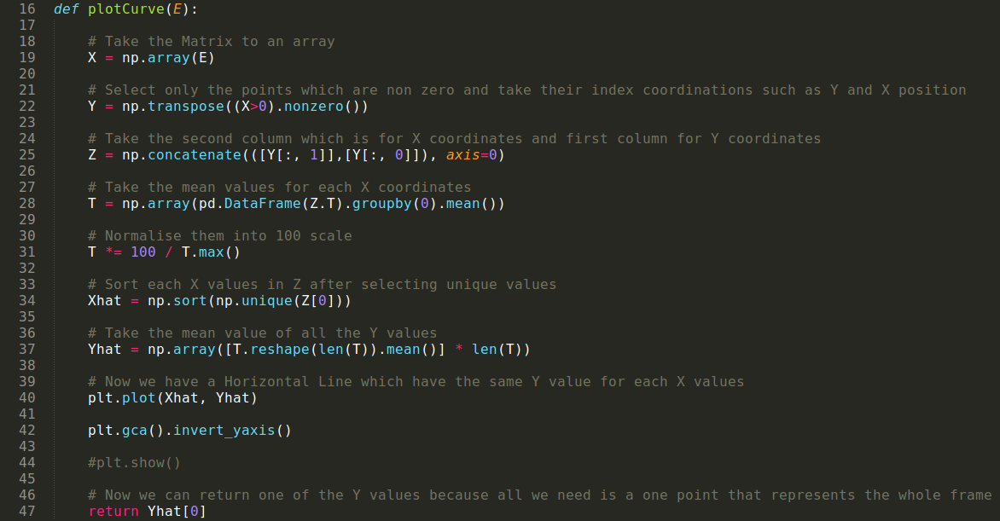 16 def plotCurve(E):
17
18 # Take the Matrix to an array
19 X = np.array(E)
20
21 # Select only the points which are non zero and take their index coordinations such as Y and X position
22 Y = np.transpose((X>0).nonzero())
23
24 # Take the second column which is for X coordinates and first column for Y coordinates
25 Z = np.concatenate(([Y[:, 1]],[Y[:, 0]]), axis=0)
26
27 # Take the mean values for each X coordinates
28 T = np.array(pd.DataFrame(Z.T).groupby(0).mean())
29
30 # Normalise them into 100 scale
31 T *= 100 / T.max()
32
33 # Sort each X values in Z after selecting unique values
34 Xhat = np.sort(np.unique(Z[0]))
35
36 # Take the mean value of all the Y values
37 Yhat = np.array([T.reshape(len(T)).mean()] * len(T))
38
39 # Now we have a Horizontal Line which have the same Y value for each X values
40 plt.plot(Xhat, Yhat)
41
42 plt.gca().invert_yaxis()
43
44 #plt.show()
45
46 # Now we can return one of the Y values because all we need is a one point that represents the whole frame
47 return Yhat[0]